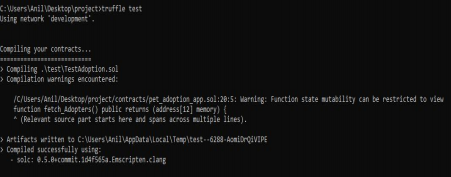 C:\Users\Anil\Desktop\project>truffle test
Using network 'development'.
Compiling your contracts...
===========================
> Compiling .\test\TestAdoption.sol
> Compilation warnings encountered:
/C/Users/Anil/Desktop/project/contracts/pet_adoption_app.sol:20:5: Warning: Function state mutability can be restricted to view
function fetch_Adopters() public returns (address[12] memory) {
^ (Relevant source part starts here and spans across multiple lines).
> Artifacts written to C:\Users\Anil\AppData\Local\Temp\test--6288-AomiDrQiVIPE
> Compiled successfully using:
- solc: 0.5.0+commit.1d4f565a.Emscripten.clang